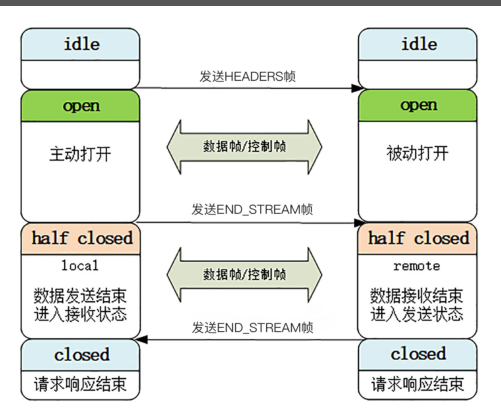 idle
idle
发送HEADERS帧
open
open
主动打开
数据帧/控制帧
被动打开
发送END_STREAM帧
half closed
half closed
local
remote
数据帧/控制帧
数据发送结束
进入接收状态
数据接收结束
进入发送状态
发送END_STREAM帧
closed
closed
请求响应结束
请求响应结束